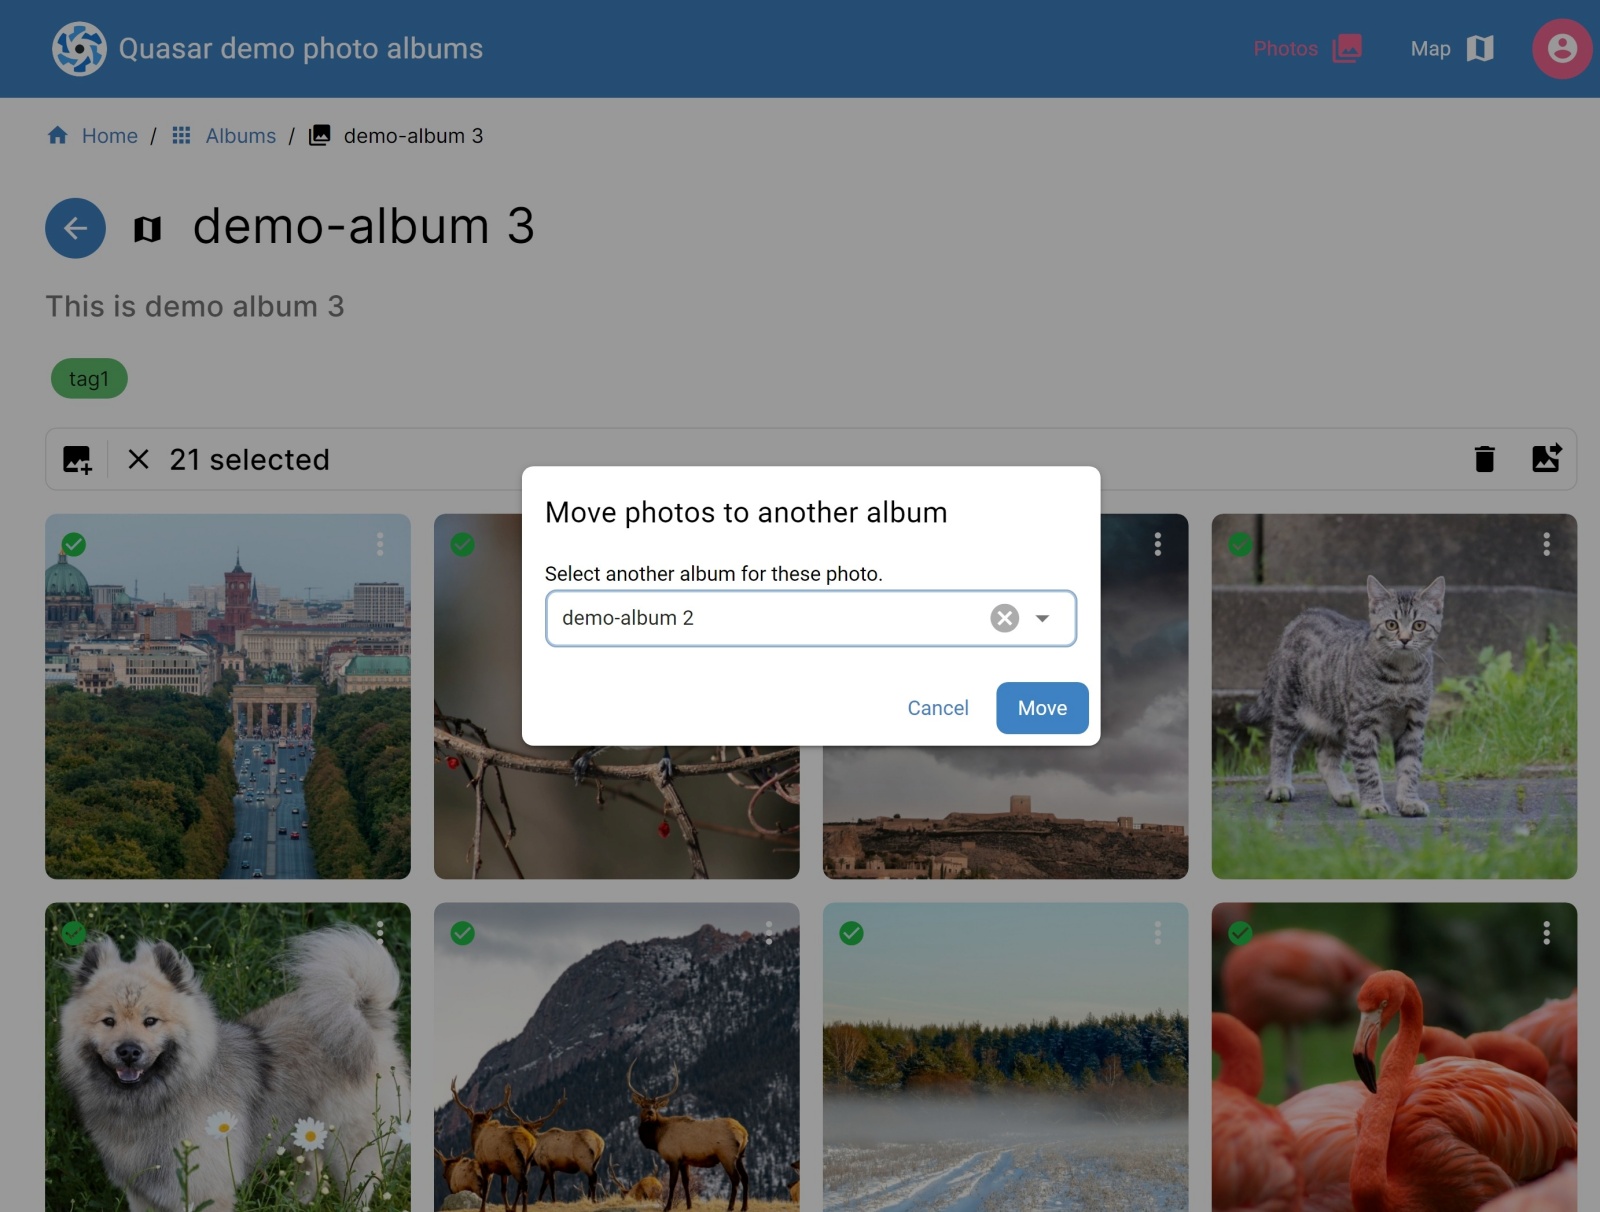 Quasar demo photo albums
Photos
Map
Home / Albums / demo-album 3
demo-album 3
This is demo album 3
tag1
21 selected
Move photos to another album
Select another album for these photo.
demo-album 2
Cancel
Move